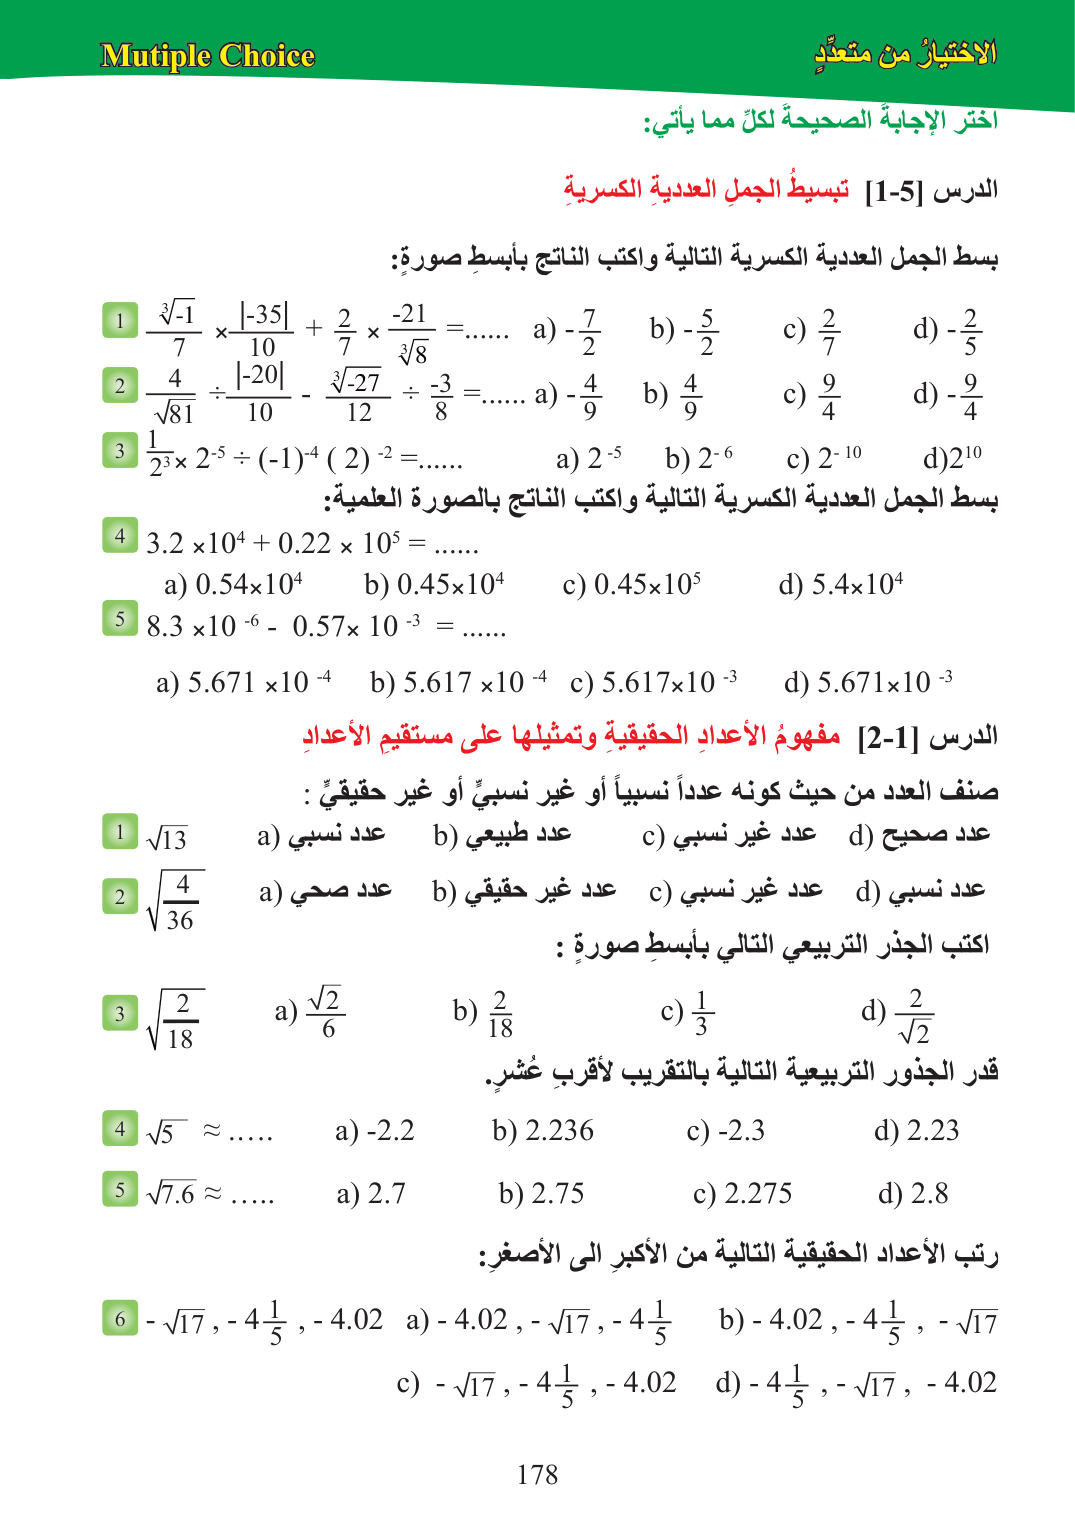 Mutiple Choice الاختيارُ من متعدِّدٍ
اختر الإجابةَ الصحيحةَ لكلِّ مما يأتي:
الدرس [1-5] تبسيطُ الجملِ العدديةِ الكسريةِ
بسط الجمل العددية الكسرية التالية واكتب الناتج بأبسطِ صورةٍ:
1 ∛-1/7 × |-35|/10 + 2/7 × -21/∛8 =...... a) -7/2 b) -5/2 c) 2/7 d) -2/5
2 4/√81 ÷ |-20|/10 - ∛-27/12 ÷ -3/8 =...... a) -4/9 b) 4/9 c) 9/4 d) -9/4
3 1/2³ × 2⁻⁵ ÷ (-1)⁻⁴ ( 2) ⁻² =...... a) 2 ⁻⁵ b) 2⁻ ⁶ c) 2⁻ ¹⁰ d)2¹⁰
بسط الجمل العددية الكسرية التالية واكتب الناتج بالصورة العلمية:
4 3.2 ×10⁴ + 0.22 × 10⁵ = ......
a) 0.54×10⁴ b) 0.45×10⁴ c) 0.45×10⁵ d) 5.4×10⁴
5 8.3 ×10 ⁻⁶ - 0.57× 10 ⁻³ = ......
a) 5.671 ×10 ⁻⁴ b) 5.617 ×10 ⁻⁴ c) 5.617×10 ⁻³ d) 5.671×10 ⁻³
الدرس [2-1] مفهومُ الأعدادِ الحقيقيةِ وتمثيلها على مستقيمِ الأعدادِ
صنف العدد من حيث كونه عدداً نسبياً أو غير نسبيٍّ أو غير حقيقيٍّ :
1 √13 a) عدد نسبي b) عدد طبيعي c) عدد غير نسبي d) عدد صحيح
2 √(4/36) a) عدد صحي b) عدد غير حقيقي c) عدد غير نسبي d) عدد نسبي
اكتب الجذر التربيعي التالي بأبسطِ صورةٍ :
3 √(2/18) a) √2/6 b) 2/18 c) 1/3 d) 2/√2
قدر الجذور التربيعية التالية بالتقريب لأقربِ عُشرٍ.
4 √5 ≈ ...... a) -2.2 b) 2.236 c) -2.3 d) 2.23
5 √7.6 ≈ ...... a) 2.7 b) 2.75 c) 2.275 d) 2.8
رتب الأعداد الحقيقية التالية من الأكبرِ الى الأصغرِ:
6 - √17 , - 4 1/5 , - 4.02 a) - 4.02 , - √17 , - 4 1/5 b) - 4.02 , - 4 1/5 , - √17
c) - √17 , - 4 1/5 , - 4.02 d) - 4 1/5 , - √17 , - 4.02
178